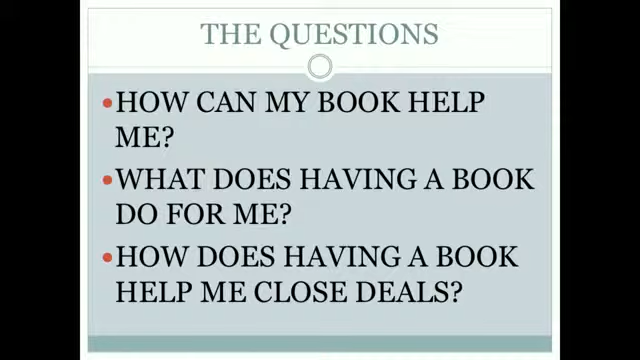 THE QUESTIONS
•HOW CAN MY BOOK HELP
ME?
•WHAT DOES HAVING A BOOK
DO FOR ME?
•HOW DOES HAVING A BOOK
HELP ME CLOSE DEALS?